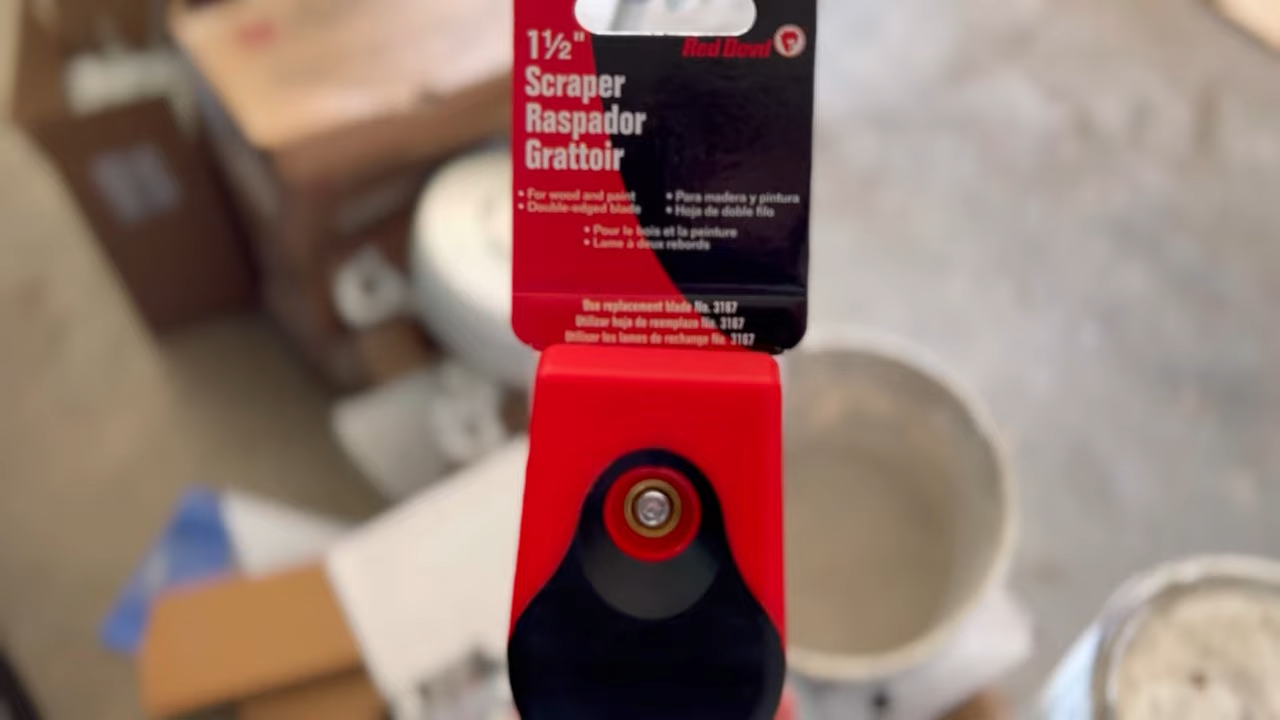 1½"
Red Devil
Scraper
Raspador
Grattoir
• For wood and paint
• Double-edged blade
• Para madera y pintura
• Hoja de doble filo
• Pour le bois et la peinture
• Lame à deux rebords
Use replacement blade No. 3167
Utilizar hoja de reemplazo No. 3167
Utiliser les lames de rechange No. 3167